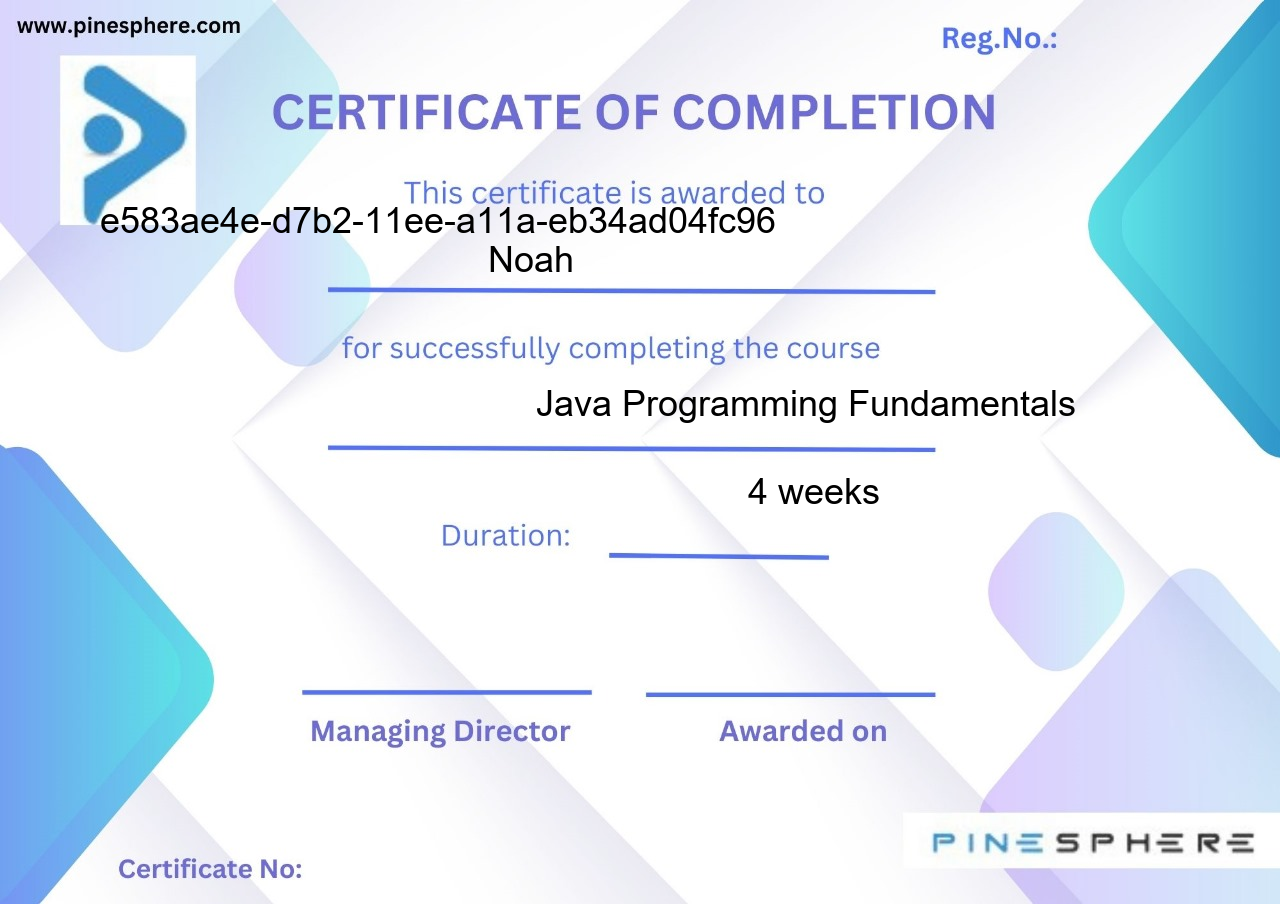 www.pinesphere.com
Reg.No.:
CERTIFICATE OF COMPLETION
This certificate is awarded to
e583ae4e-d7b2-11ee-a11a-eb34ad04fc96
Noah
for successfully completing the course
Java Programming Fundamentals
4 weeks
Duration:
Managing Director
Awarded on
PINESPHERE
Certificate No: